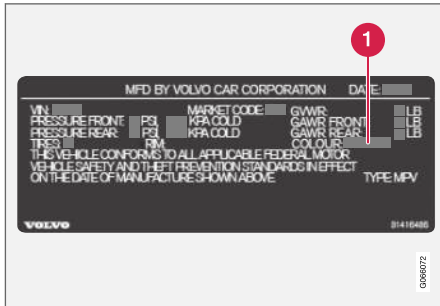 1
MFD BY VOLVO CAR CORPORATION DATE:
VIN: MARKET CODE: GVWR: LB
PRESSURE FRONT: PSI, KPA COLD GAWR FRONT: LB
PRESSURE REAR: PSI, KPA COLD GAWR REAR: LB
TIRES: RIM: COLOUR:
THIS VEHICLE CONFORMS TO ALL APPLICABLE FEDERAL MOTOR
VEHICLE SAFETY AND THEFT PREVENTION STANDARDS IN EFFECT
ON THE DATE OF MANUFACTURE SHOWN ABOVE. TYPE: MPV
VOLVO 31416486
G066072